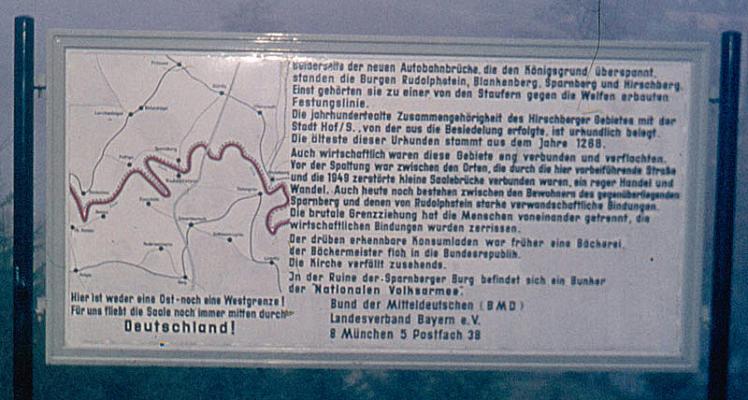 Beiderseits der neuen Autobahnbrücke, die den Königsgrund überspannt,
standen die Burgen Rudolphstein, Blankenberg, Sparnberg und Hirschberg.
Einst gehörten sie zu einer von den Staufern gegen die Welfen erbauten
Festungslinie.
Die jahrhundertealte Zusammengehörigkeit des Hirschberger Gebietes mit der
Stadt Hof/S., von der aus die Besiedelung erfolgte, ist urkundlich belegt.
Die älteste dieser Urkunden stammt aus dem Jahre 1268.
Auch wirtschaftlich waren diese Gebiete eng verbunden und verflochten.
Vor der Spaltung war zwischen den Orten, die durch die hier vorbeiführende Straße
und die 1949 zerstörte kleine Saalebrücke verbunden waren, ein reger Handel und
Wandel. Auch heute noch bestehen zwischen den Bewohnern des gegenüberliegenden
Sparnberg und denen von Rudolphstein starke verwandschaftliche Bindungen.
Die brutale Grenzziehung hat die Menschen voneinander getrennt, die
wirtschaftlichen Bindungen wurden zerrissen.
Der drüben erkennbare Konsumladen war früher eine Bäckerei,
der Bäckermeister floh in die Bundesrepublik.
Die Kirche verfällt zusehends.
In der Ruine der Sparnberger Burg befindet sich ein Bunker
der "Nationalen Volksarmee".
Bund der Mitteldeutschen (BMD)
Landesverband Bayern e.V.
8 München 5 Postfach 38
Hier ist weder eine Ost-noch eine Westgrenze!
Für uns fließt die Saale noch immer mitten durch
Deutschland!